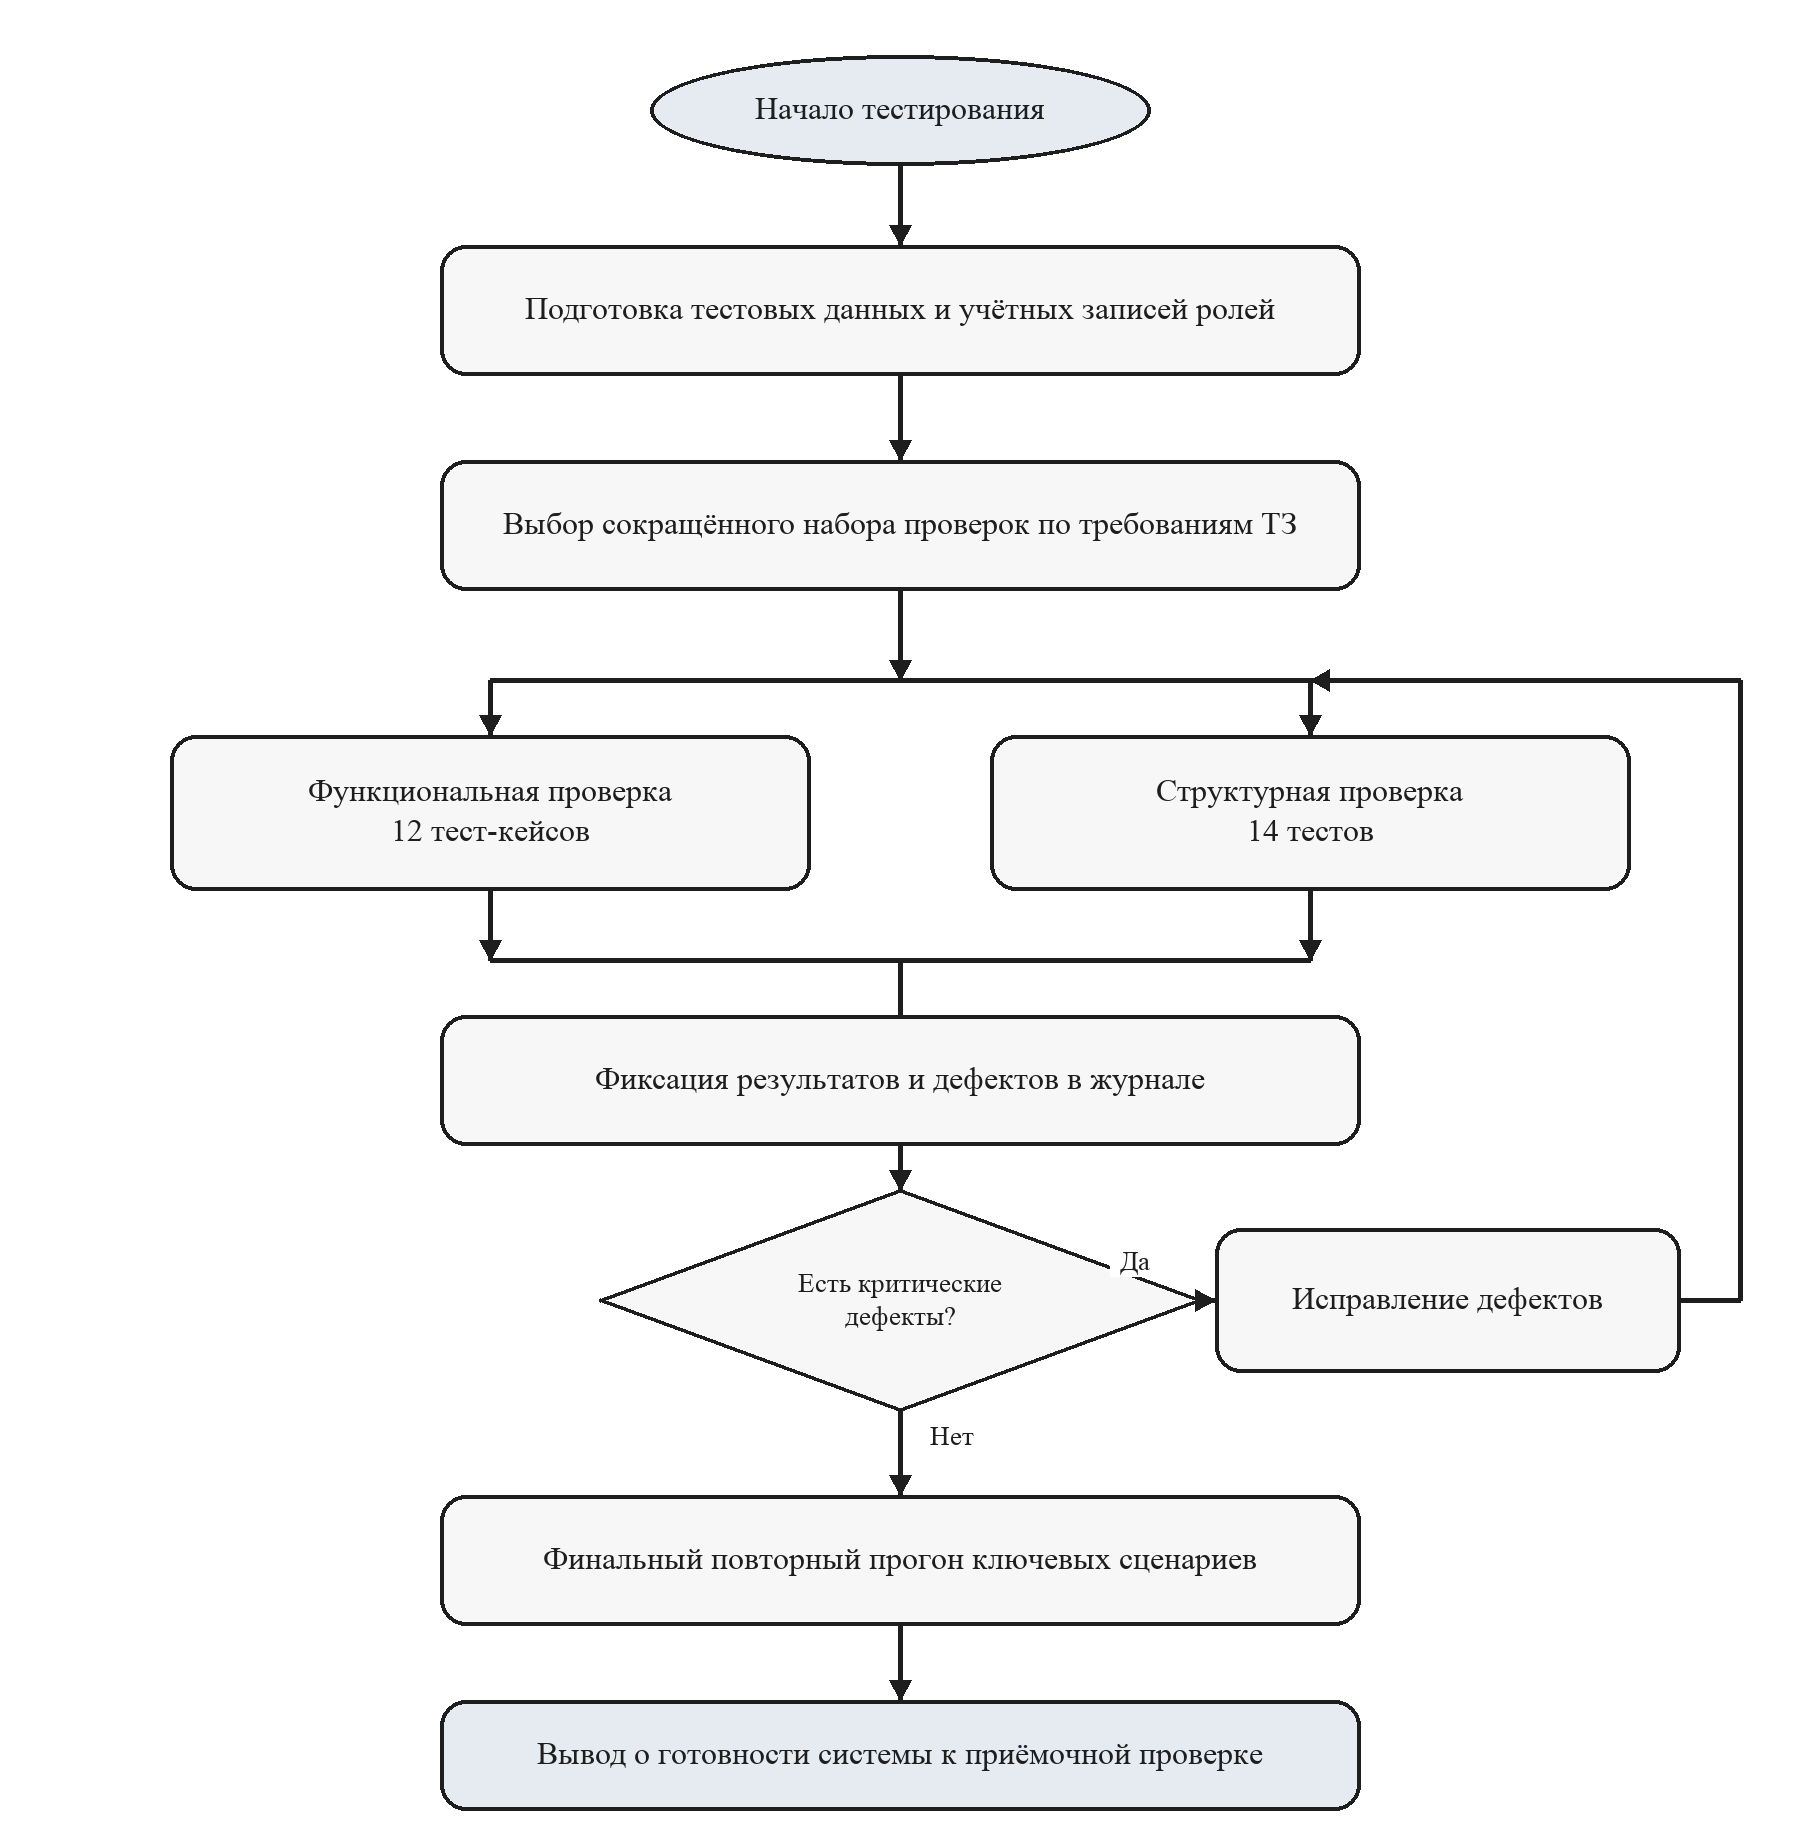 Начало тестирования
Подготовка тестовых данных и учётных записей ролей
Выбор сокращённого набора проверок по требованиям ТЗ
Функциональная проверка
12 тест-кейсов
Структурная проверка
14 тестов
Фиксация результатов и дефектов в журнале
Есть критические
дефекты?
Да
Исправление дефектов
Нет
Финальный повторный прогон ключевых сценариев
Вывод о готовности системы к приёмочной проверке